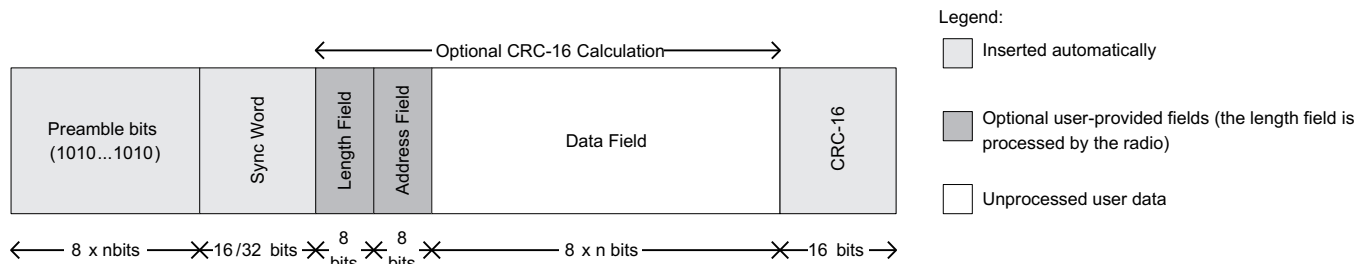 Legend:
Optional CRC-16 Calculation
Inserted automatically
Preamble bits
(1010...1010)
Sync Word
Length Field
Address Field
Data Field
CRC-16
Optional user-provided fields (the length field is
processed by the radio)
Unprocessed user data
8 x nbits
16/32 bits
8
bits
8
bits
8 x n bits
16 bits